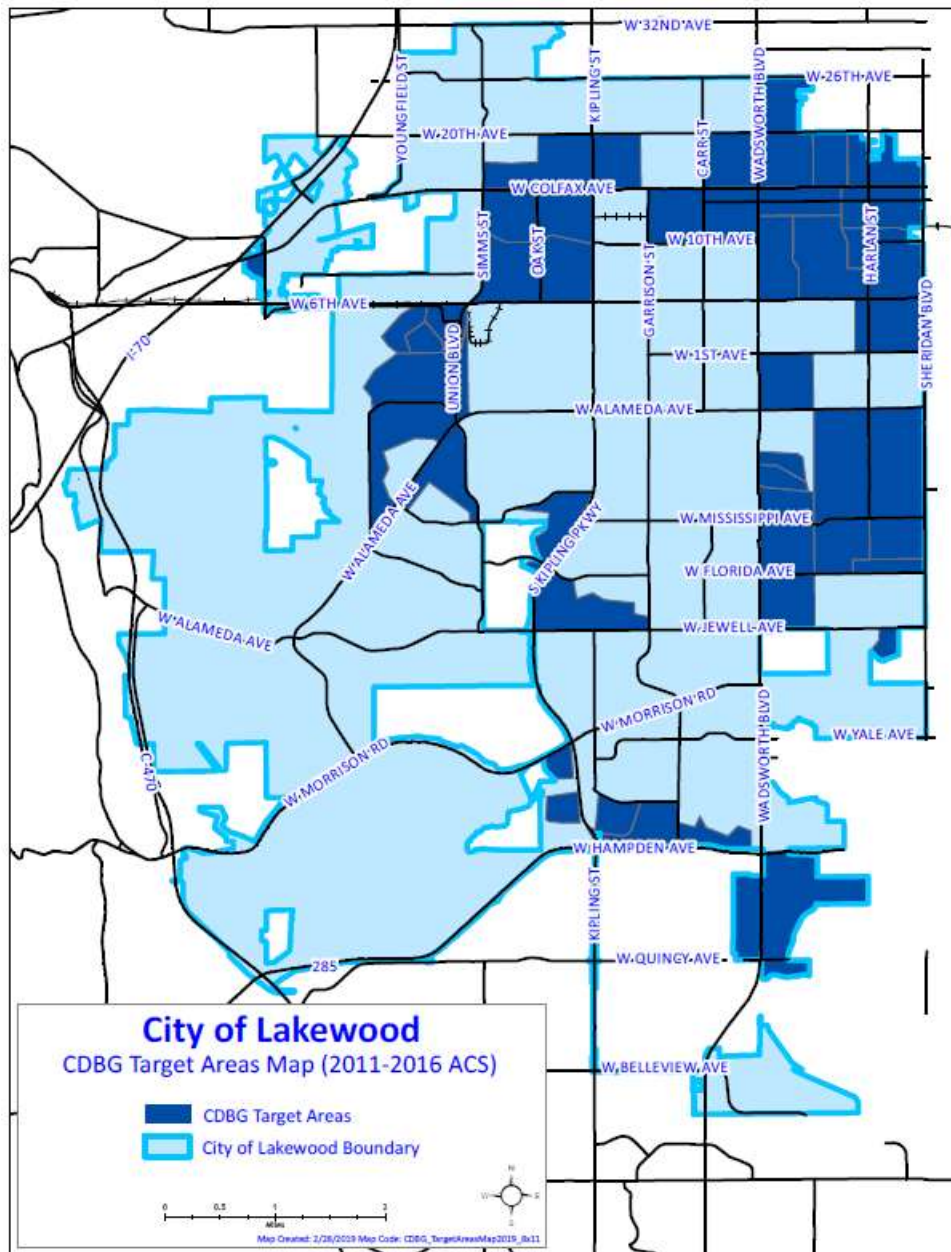 W 32ND AVE
YOUNGFIELD ST
KIPLING ST
WADSWORTH BLVD
W 26TH AVE
W 20TH AVE
CARR ST
W COLFAX AVE
SIMMS ST
OAK ST
GARRISON ST
W 10TH AVE
HARLAN ST
W 6TH AVE
I-70
UNION BLVD
W 1ST AVE
SHERIDAN BLVD
W ALAMEDA AVE
W ALAMEDA AVE
S KIPLING PKWY
W MISSISSIPPI AVE
W FLORIDA AVE
W ALAMEDA AVE
W JEWELL AVE
W MORRISON RD
W MORRISON RD
WADSWORTH BLVD
W YALE AVE
C-470
W HAMPDEN AVE
KIPLING ST
285
W QUINCY AVE
W BELLEVIEW AVE
City of Lakewood
CDBG Target Areas Map (2011-2016 ACS)
CDBG Target Areas
City of Lakewood Boundary
N
W E
S
0 0.5 1 2
Miles
Map Created: 2/28/2019 Map Code: CDBG_TargetAreasMap2019_8x11